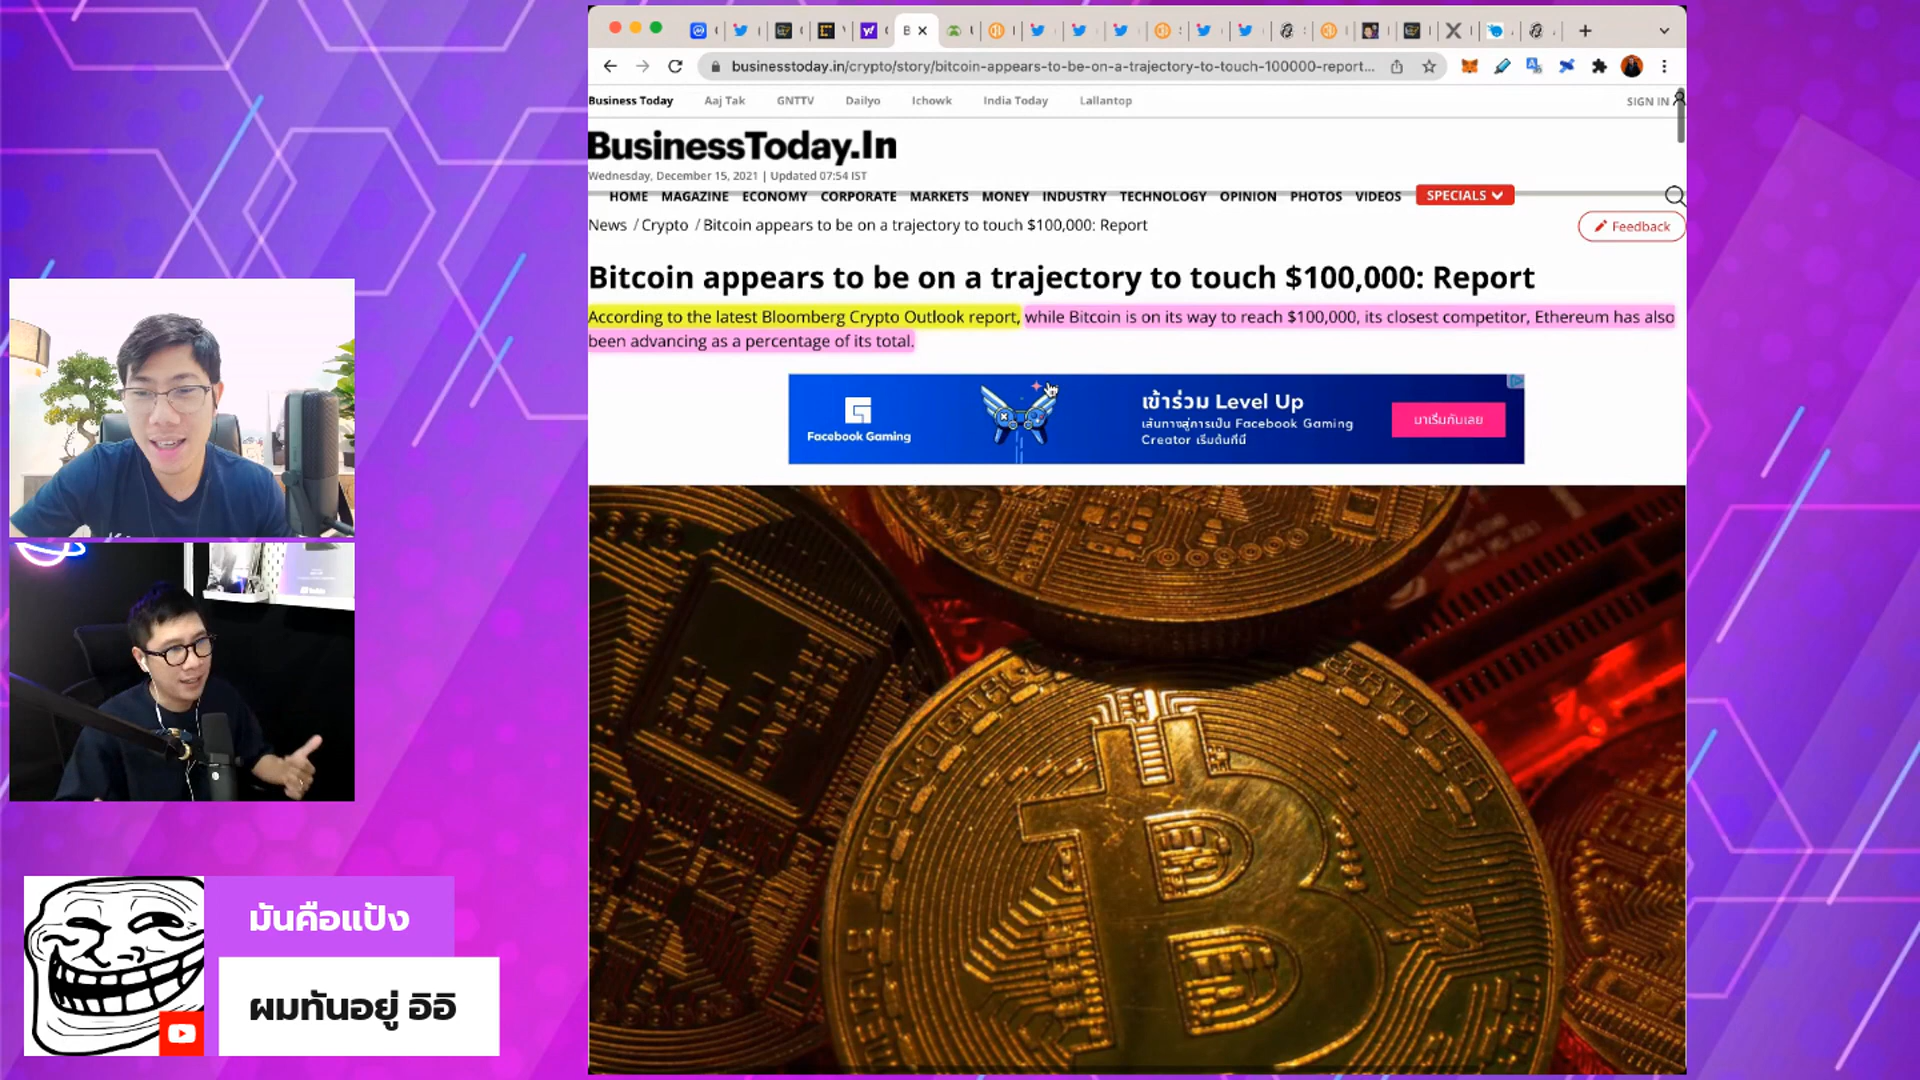 businesstoday.in/crypto/story/bitcoin-appears-to-be-on-a-trajectory-to-touch-100000-report...
Business Today Aaj Tak GNTTV Dailyo Ichowk India Today Lallantop SIGN IN
BusinessToday.In
Wednesday, December 15, 2021 | Updated 07:54 IST
HOME MAGAZINE ECONOMY CORPORATE MARKETS MONEY INDUSTRY TECHNOLOGY OPINION PHOTOS VIDEOS SPECIALS
News / Crypto / Bitcoin appears to be on a trajectory to touch $100,000: Report
Feedback
Bitcoin appears to be on a trajectory to touch $100,000: Report
According to the latest Bloomberg Crypto Outlook report, while Bitcoin is on its way to reach $100,000, its closest competitor, Ethereum has also
been advancing as a percentage of its total.
Facebook Gaming
เข้าร่วม Level Up
เส้นทางสู่การเป็น Facebook Gaming
Creator เริ่มต้นที่นี่
มาเริ่มกันเลย
มันคือแป้ง
ผมทันอยู่ อิอิ